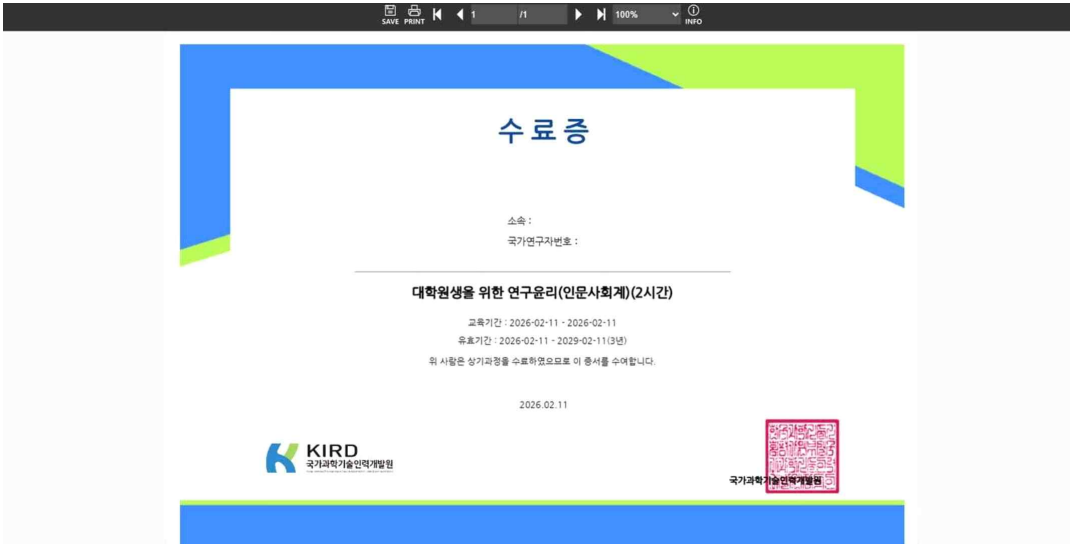 SAVE PRINT 1 /1 100% INFO
수료증
소속 :
국가연구자번호 :
대학원생을 위한 연구윤리(인문사회계)(2시간)
교육기간 : 2026-02-11 - 2026-02-11
유효기간 : 2026-02-11 - 2029-02-11(3년)
위 사람은 상기과정을 수료하였으므로 이 증서를 수여합니다.
2026.02.11
KIRD
국가과학기술인력개발원
국가과학기술인력개발원